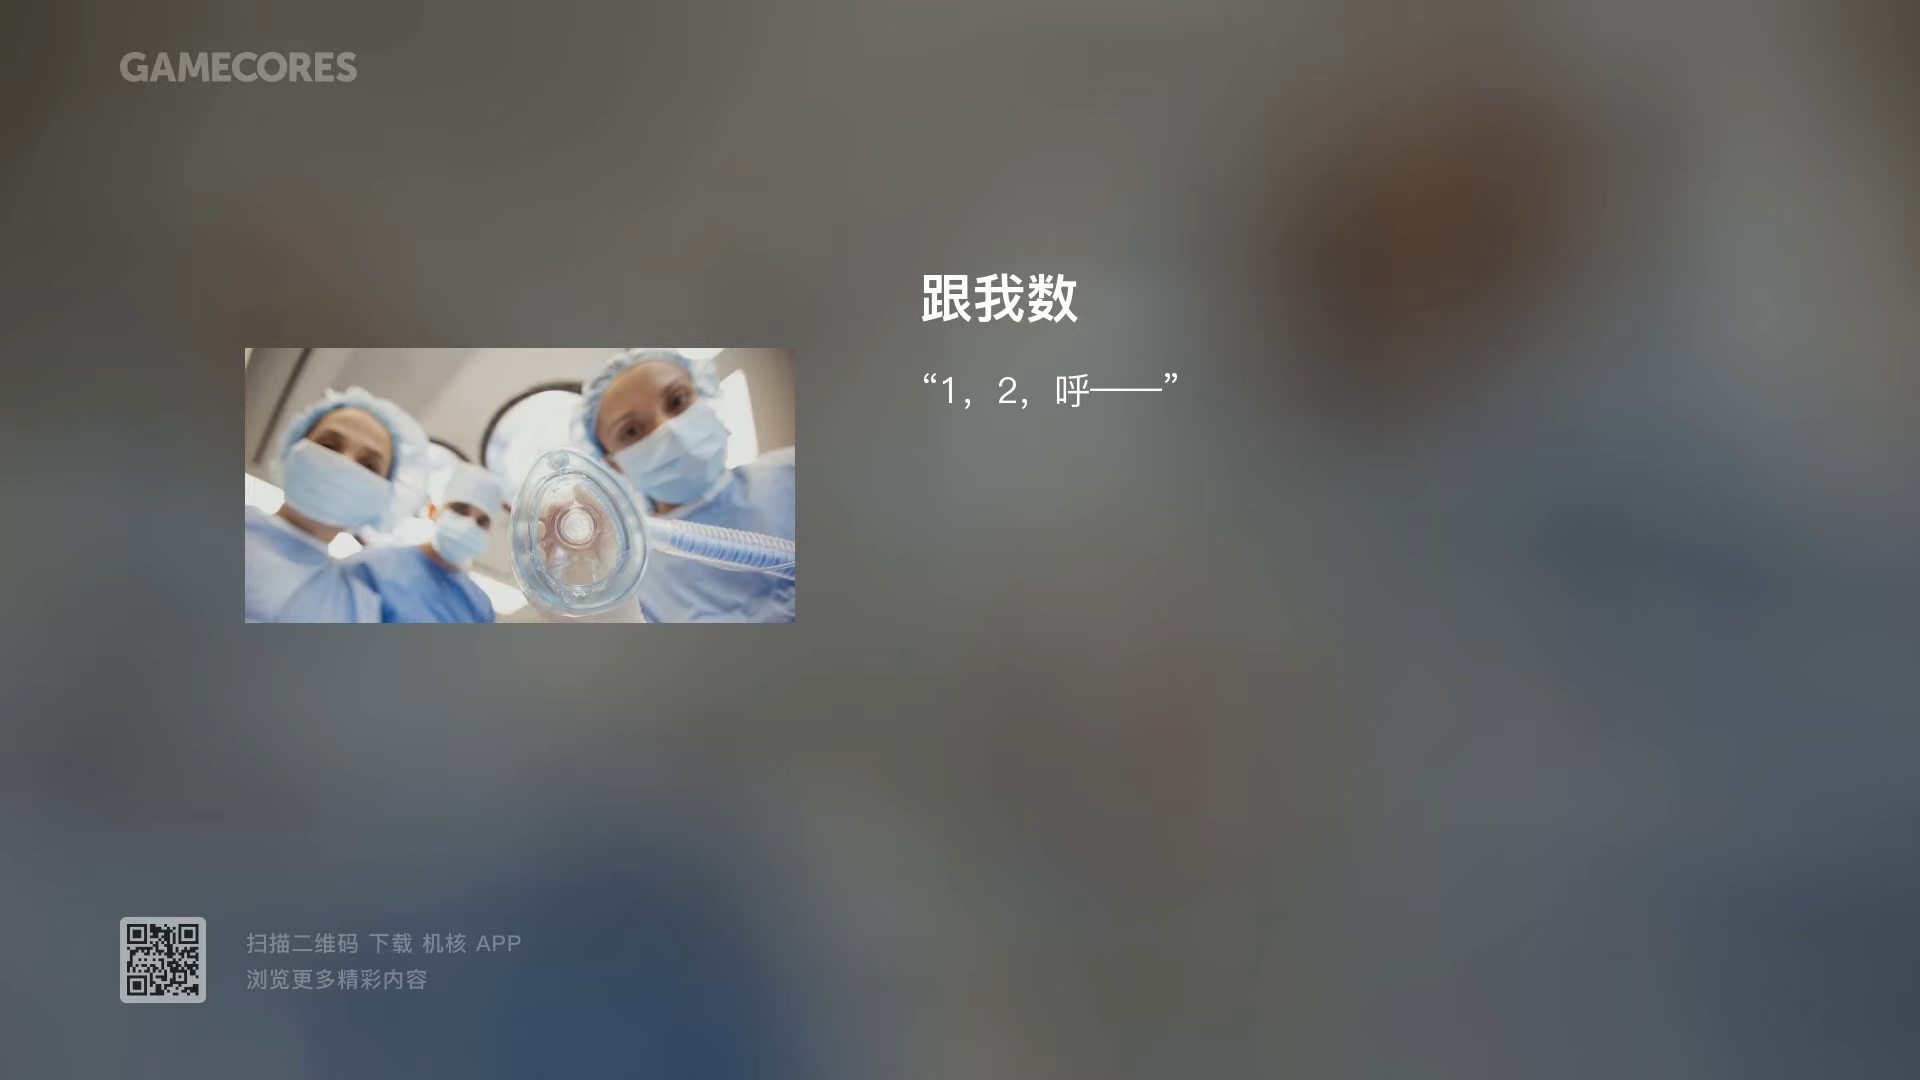 GAMECORES
跟我数
“1，2，呼——”
扫描二维码 下载 机核 APP
浏览更多精彩内容